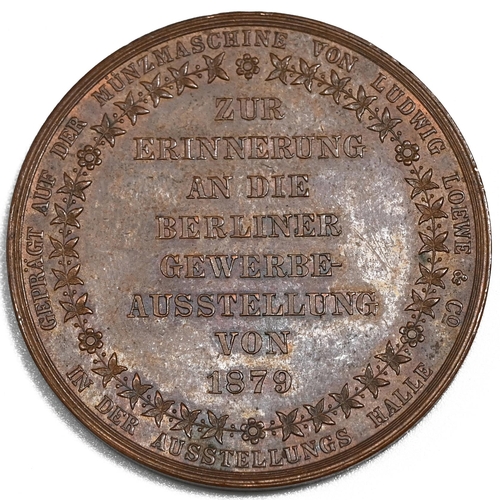 ZUR
ERINNERUNG
AN DIE
BERLINER
GEWERBE-
AUSSTELLUNG
VON
1879
GEPRÄGT AUF DER MÜNZMASCHINE VON LUDWIG LOEWE & CO
IN DER AUSSTELLUNGS HALLE